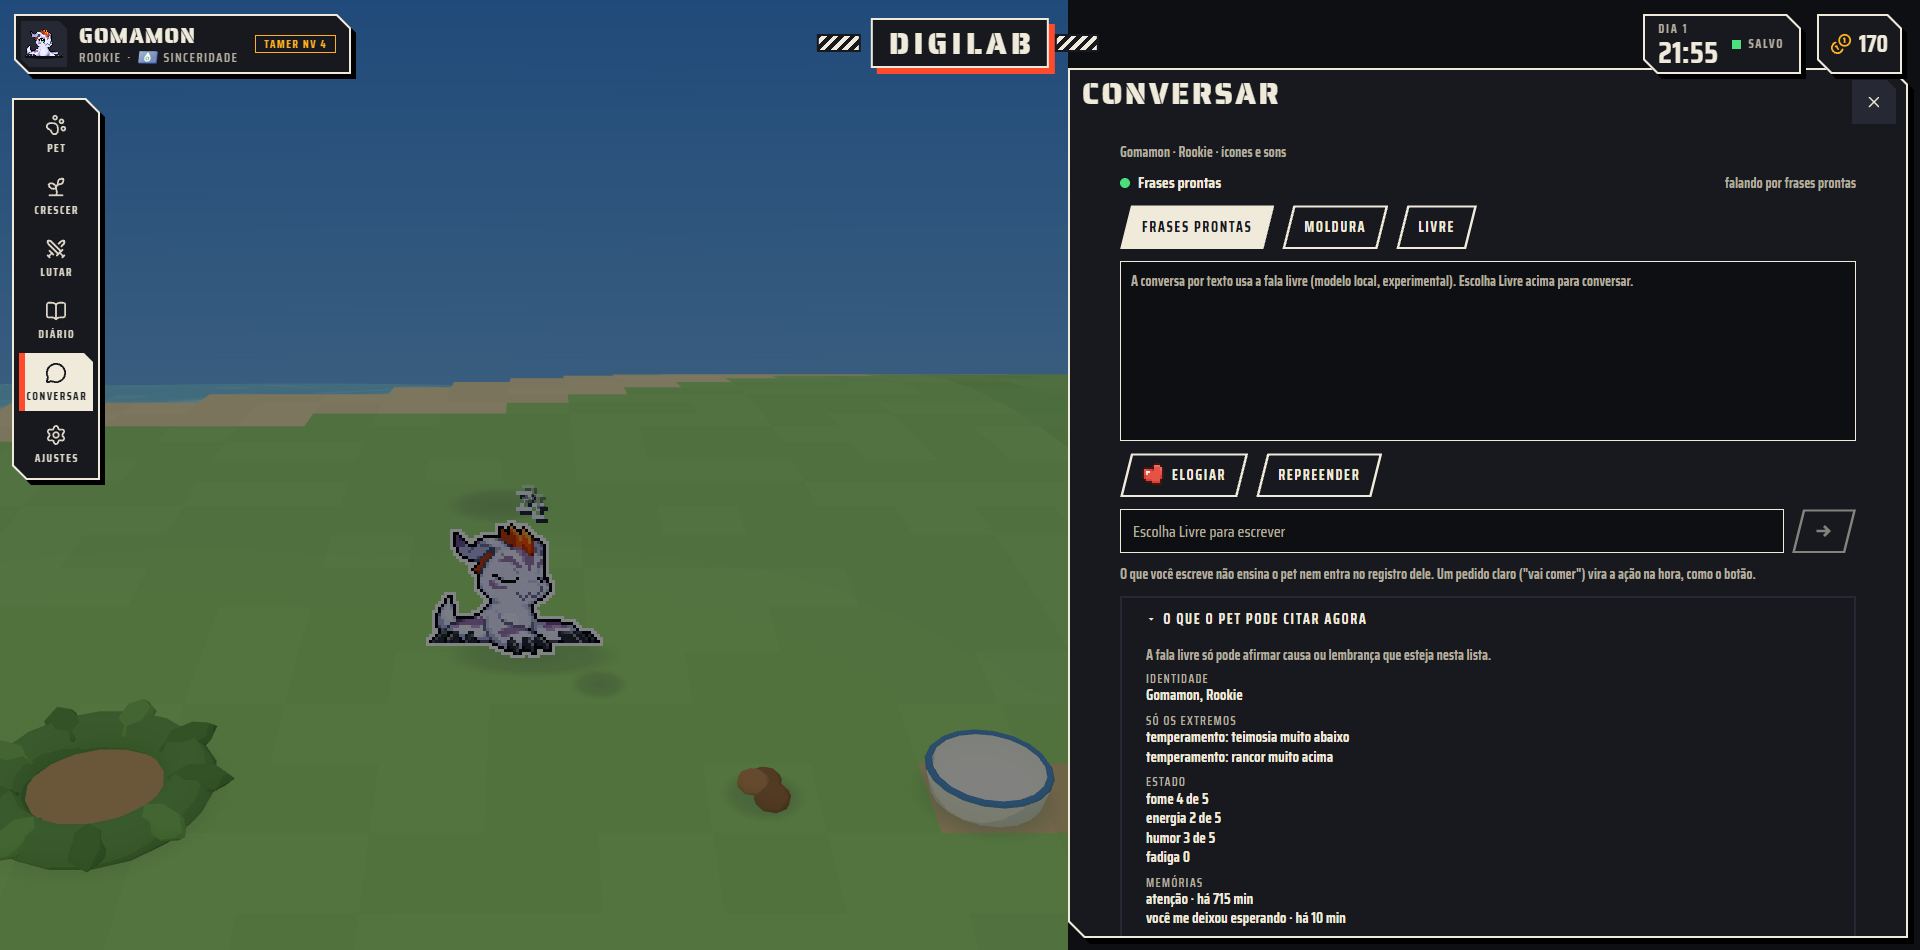 GOMAMON
ROOKIE · SINCERIDADE
TAMER NV 4
DIGILAB
DIA 1
21:55
SALVO
170
PET
CRESCER
LUTAR
DIÁRIO
CONVERSAR
AJUSTES
CONVERSAR
×
Gomamon · Rookie · ícones e sons
Frases prontas
falando por frases prontas
FRASES PRONTAS
MOLDURA
LIVRE
A conversa por texto usa a fala livre (modelo local, experimental). Escolha Livre acima para conversar.
ELOGIAR
REPREENDER
Escolha Livre para escrever
O que você escreve não ensina o pet nem entra no registro dele. Um pedido claro ("vai comer") vira a ação na hora, como o botão.
O QUE O PET PODE CITAR AGORA
A fala livre só pode afirmar causa ou lembrança que esteja nesta lista.
IDENTIDADE
Gomamon, Rookie
SÓ OS EXTREMOS
temperamento: teimosia muito abaixo
temperamento: rancor muito acima
ESTADO
fome 4 de 5
energia 2 de 5
humor 3 de 5
fadiga 0
MEMÓRIAS
atenção · há 715 min
você me deixou esperando · há 10 min